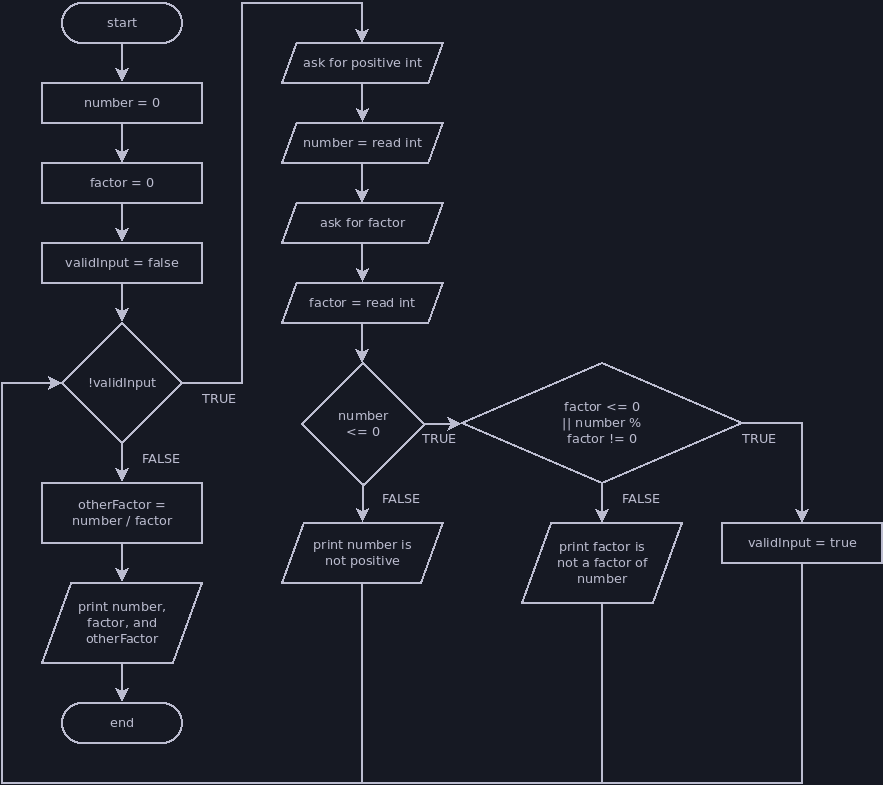 start
number = 0
factor = 0
validInput = false
!validInput
TRUE
FALSE
otherFactor =
number / factor
print number,
factor, and
otherFactor
end
ask for positive int
number = read int
ask for factor
factor = read int
number
<= 0
TRUE
FALSE
print number is
not positive
factor <= 0
|| number %
factor != 0
TRUE
FALSE
print factor is
not a factor of
number
validInput = true